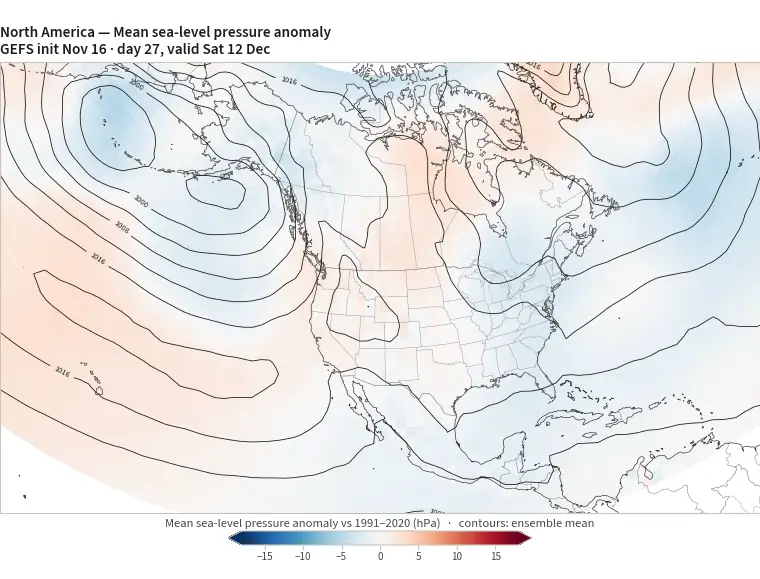 North America — Mean sea-level pressure anomaly
GEFS init Nov 16 · day 27, valid Sat 12 Dec
1016
1016
1000
1000
1008
1016
1016
Mean sea-level pressure anomaly vs 1991–2020 (hPa) · contours: ensemble mean
−15 −10 −5 0 5 10 15